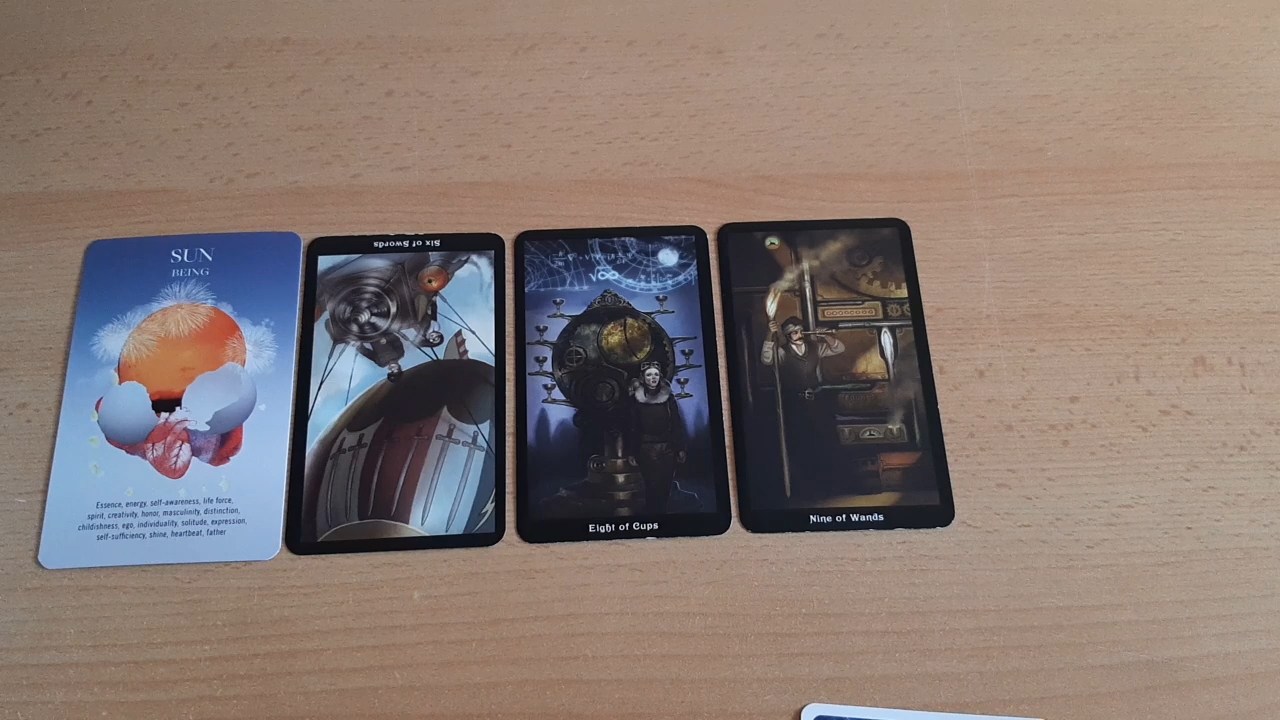 SUN
BEING
Essence, energy, self-awareness, life force,
spirit, creativity, honor, masculinity, distinction,
childishness, ego, individuality, solitude, expression,
self-sufficiency, shine, heartbeat, father
Six of Swords
Eight of Cups
Nine of Wands